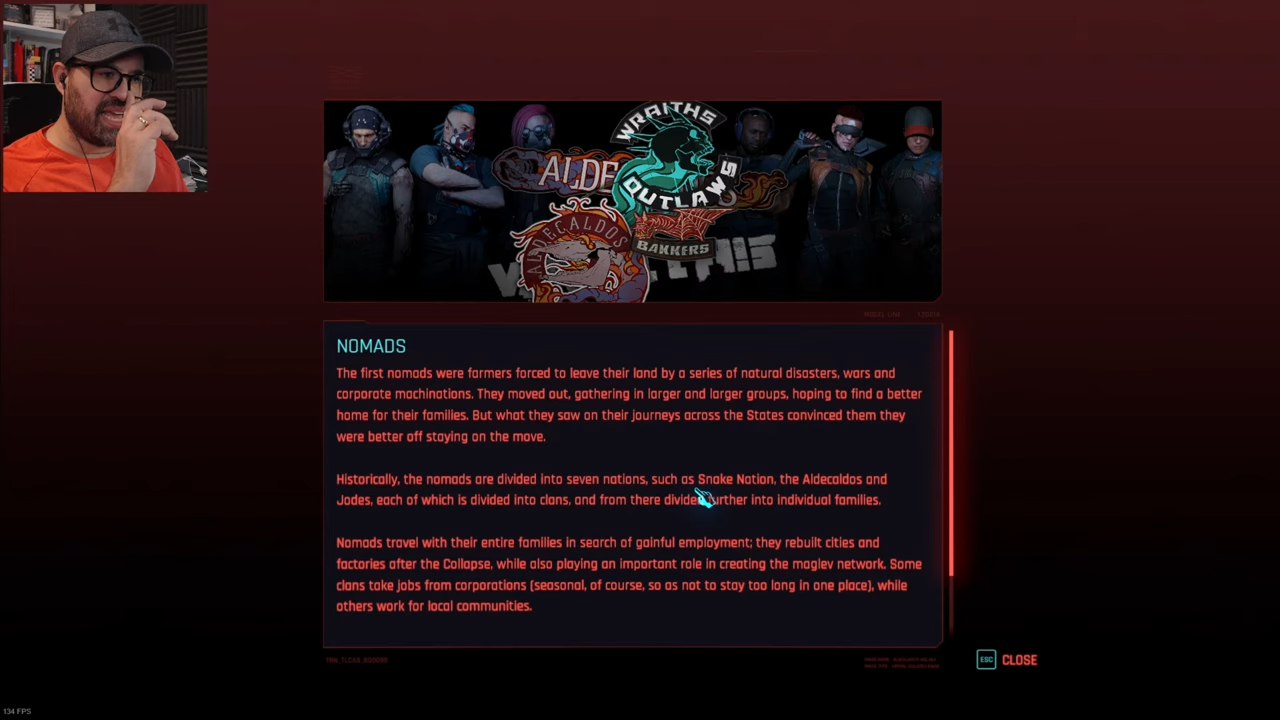 WRAITHS
ALDE
OUTLAWS
ALDECALDOS
BAKKERS
NOMADS
The first nomads were farmers forced to leave their land by a series of natural disasters, wars and
corporate machinations. They moved out, gathering in larger and larger groups, hoping to find a better
home for their families. But what they saw on their journeys across the States convinced them they
were better off staying on the move.
Historically, the nomads are divided into seven nations, such as Snake Nation, the Aldecaldos and
Jodes, each of which is divided into clans, and from there divided further into individual families.
Nomads travel with their entire families in search of gainful employment; they rebuilt cities and
factories after the Collapse, while also playing an important role in creating the maglev network. Some
clans take jobs from corporations (seasonal, of course, so as not to stay too long in one place), while
others work for local communities.
ESC CLOSE
134 FPS